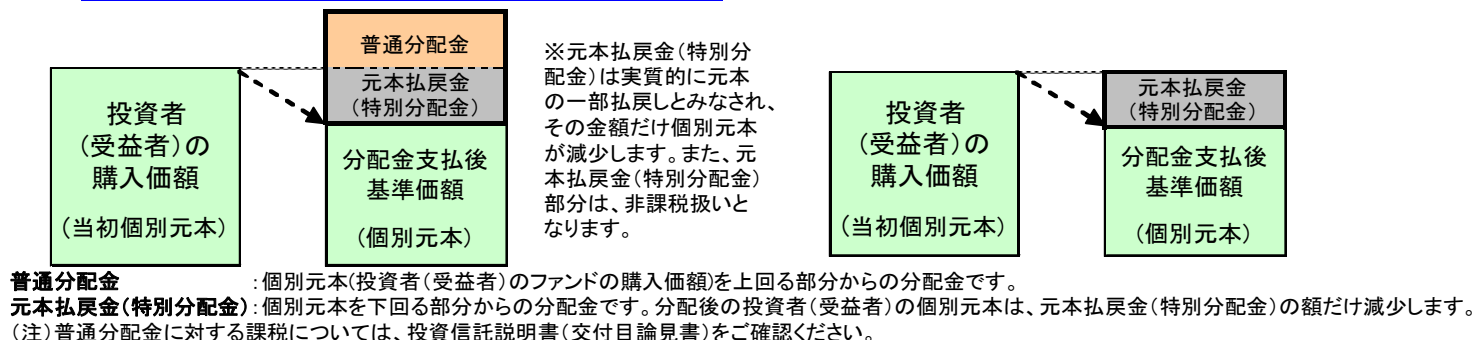 普通分配金
元本払戻金
(特別分配金)
投資者
(受益者)の
購入価額
(当初個別元本)
分配金支払後
基準価額
(個別元本)
※元本払戻金(特別分
配金)は実質的に元本
の一部払戻しとみなされ、
その金額だけ個別元本
が減少します。また、元
本払戻金(特別分配金)
部分は、非課税扱いと
なります。
投資者
(受益者)の
購入価額
(当初個別元本)
元本払戻金
(特別分配金)
分配金支払後
基準価額
(個別元本)
普通分配金 :個別元本(投資者(受益者)のファンドの購入価額)を上回る部分からの分配金です。
元本払戻金(特別分配金):個別元本を下回る部分からの分配金です。分配後の投資者(受益者)の個別元本は、元本払戻金(特別分配金)の額だけ減少します。
(注)普通分配金に対する課税については、投資信託説明書(交付目論見書)をご確認ください。